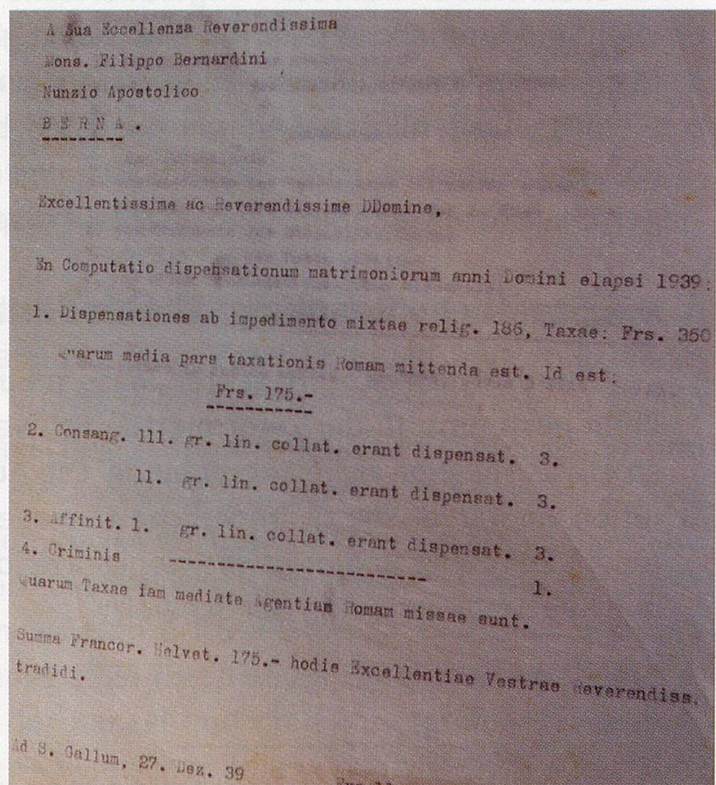 A Sua Eccellenza Reverendissima
Mons. Filippo Bernardini
Nunzio Apostolico
BERNA.
Excellentissime ac Reverendissime DDomine,
En Computatio dispensationum matrimoniorum anni Domini elapsi 1939:
1. Dispensationes ab impedimento mixtae relig. 186, Taxae: Frs. 350
Quarum media pars taxationis Romam mittenda est. Id est:
Frs. 175.-
2. Consang. lll. gr. lin. collat. erant dispensat. 3.
ll. gr. lin. collat. erant dispensat. 3.
3. Affinit. l. gr. lin. collat. erant dispensat. 3.
4. Criminis 1.
Quarum Taxae iam mediate Agentiam Romam missae sunt.
Summa Francor. Helvet. 175.- hodie Excellentiae Vestrae Reverendiss.
tradidi.
Ad S. Gallum, 27. Dez. 39